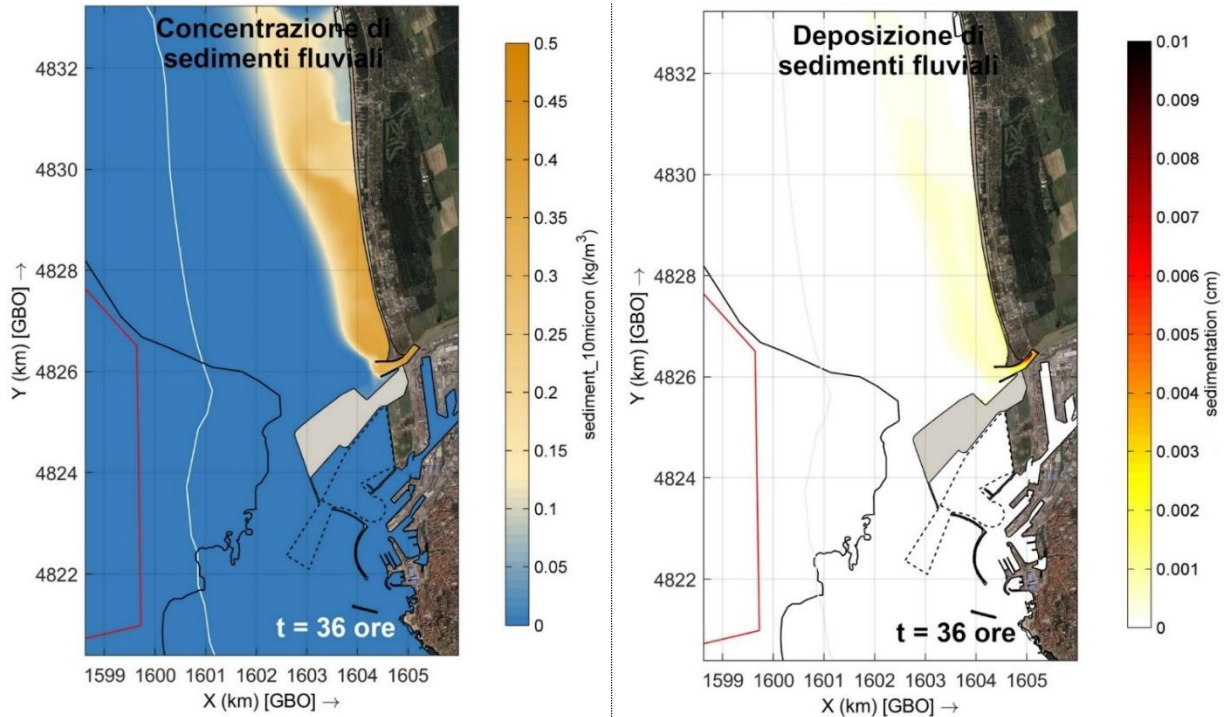 Concentrazione di
sedimenti fluviali
4832
4830
4828
4826
4824
4822
Y (km) [GBO] →
1599 1600 1601 1602 1603 1604 1605
X (km) [GBO] →
t = 36 ore
0.5
0.45
0.4
0.35
0.3
0.25
0.2
0.15
0.1
0.05
0
sediment_10micron (kg/m³)
Deposizione di
sedimenti fluviali
4832
4830
4828
4826
4824
4822
Y (km) [GBO] →
1599 1600 1601 1602 1603 1604 1605
X (km) [GBO] →
t = 36 ore
0.01
0.009
0.008
0.007
0.006
0.005
0.004
0.003
0.002
0.001
0
sedimentation (cm)